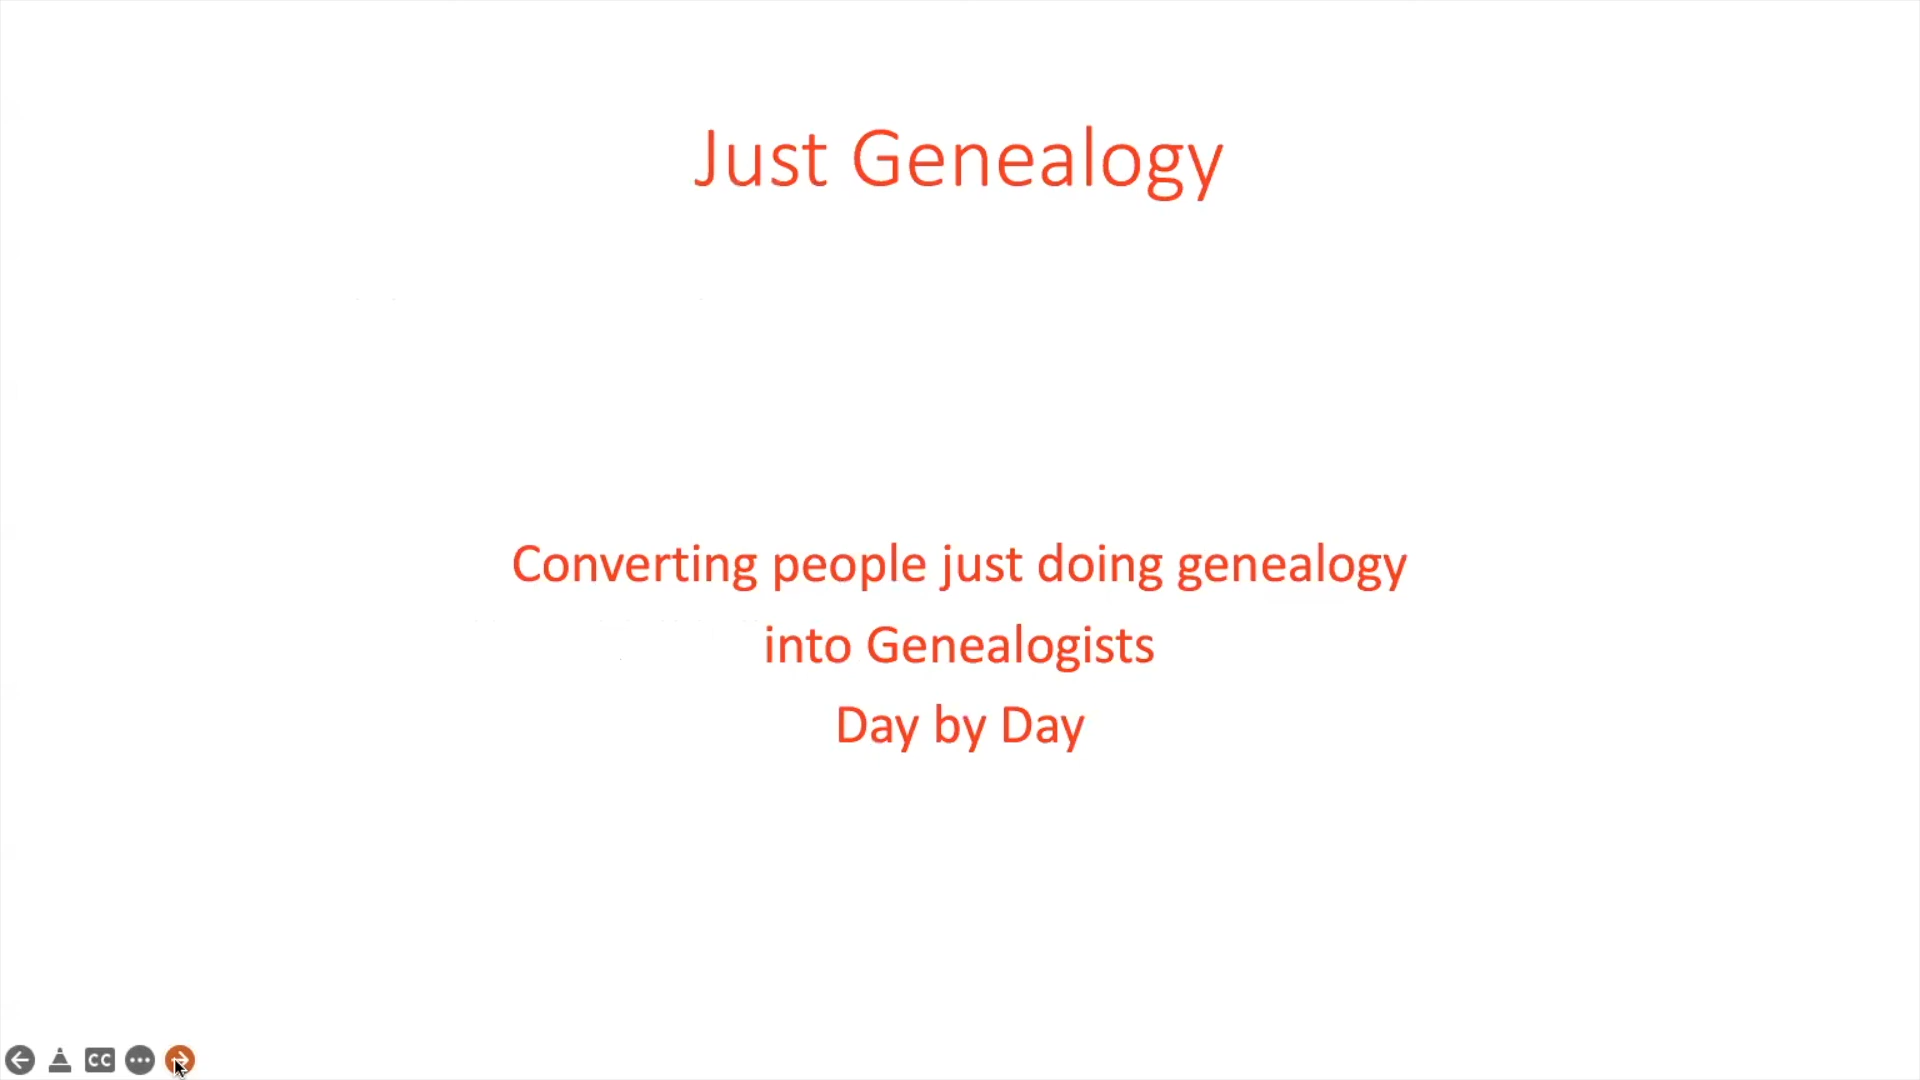 Just Genealogy
Converting people just doing genealogy
into Genealogists
Day by Day
CC